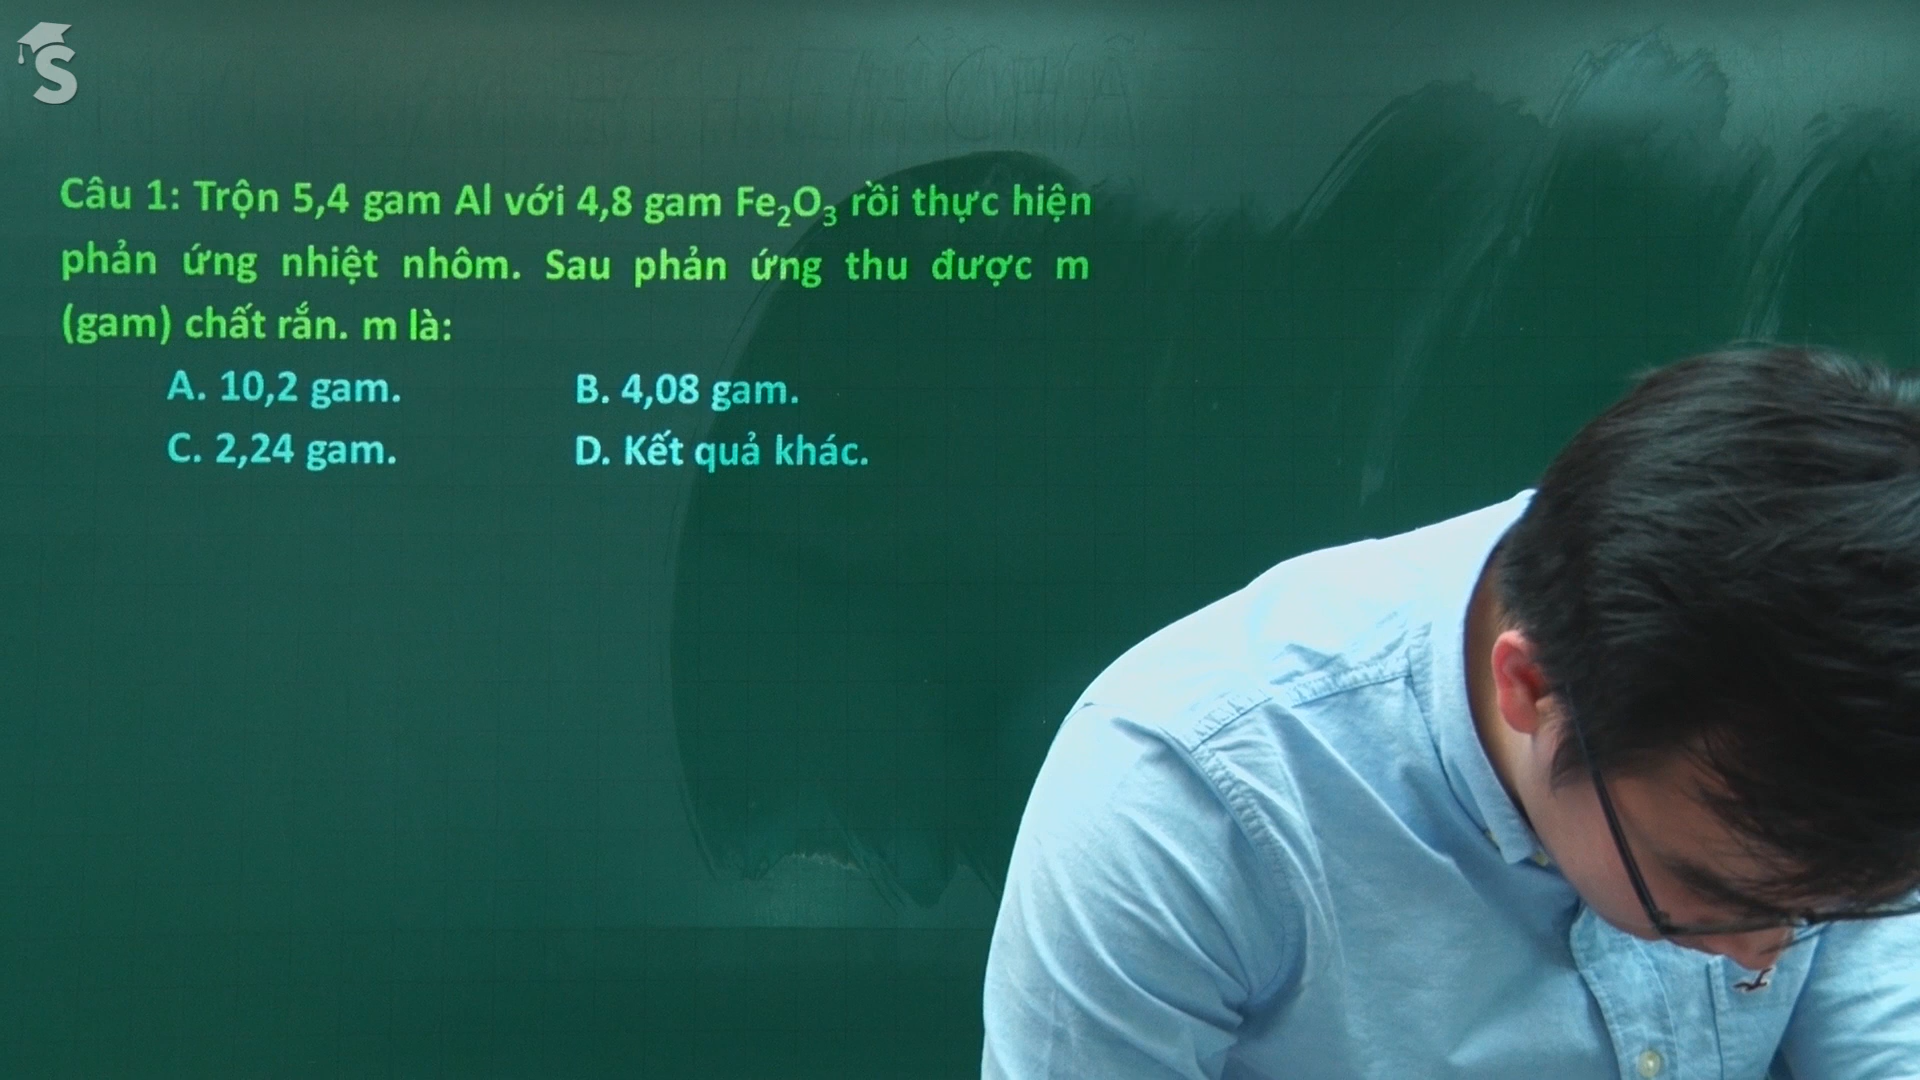 S
Câu 1: Trộn 5,4 gam Al với 4,8 gam Fe₂O₃ rồi thực hiện
phản ứng nhiệt nhôm. Sau phản ứng thu được m
(gam) chất rắn. m là:
A. 10,2 gam. B. 4,08 gam.
C. 2,24 gam. D. Kết quả khác.